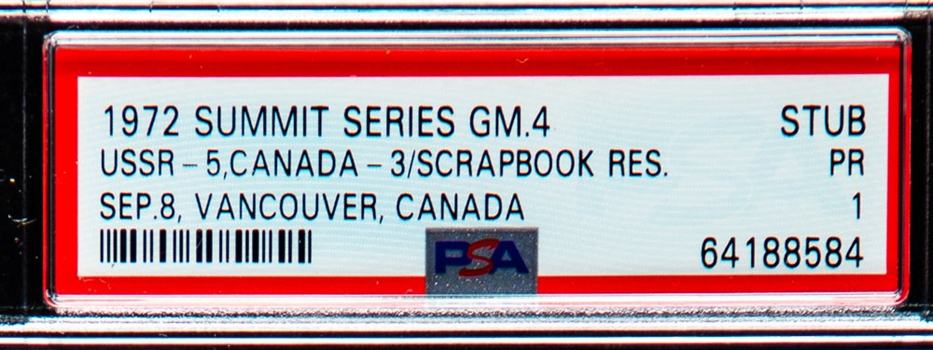 1972 SUMMIT SERIES GM.4 STUB
USSR - 5,CANADA - 3/SCRAPBOOK RES. PR
SEP.8, VANCOUVER, CANADA 1
64188584
PSA